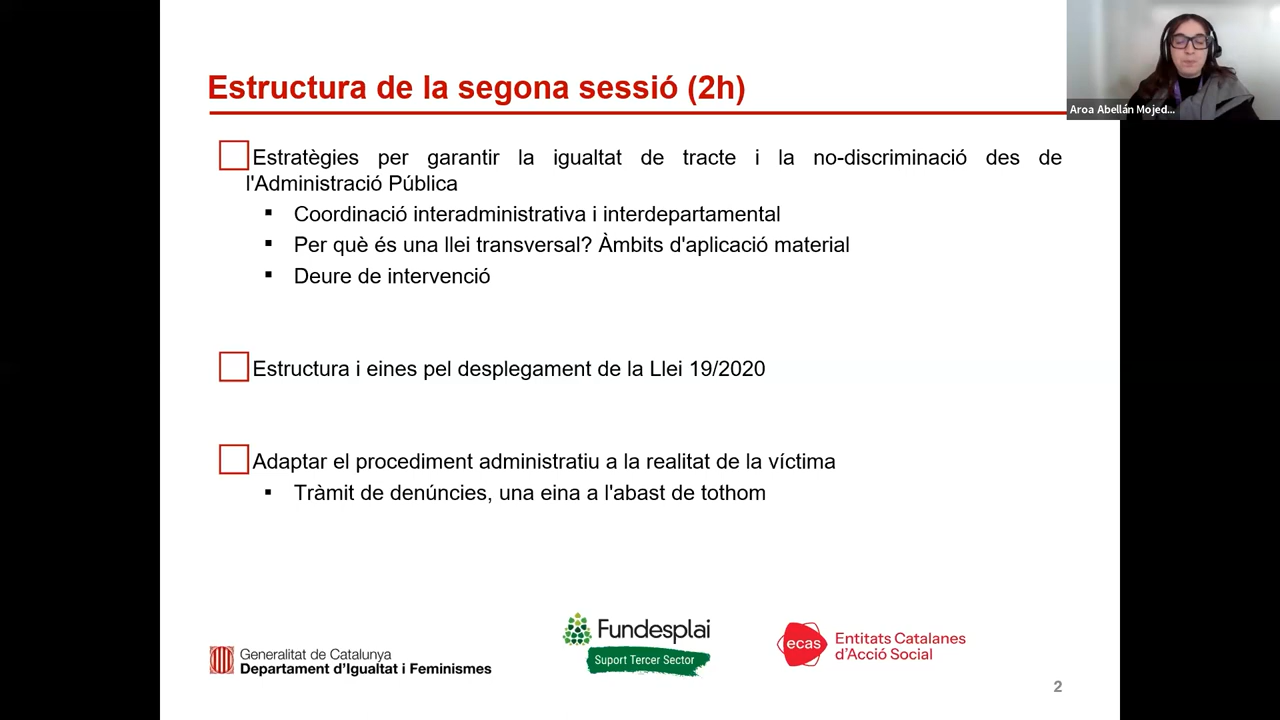 Estructura de la segona sessió (2h)
Aroa Abellán Mojed...
Estratègies per garantir la igualtat de tracte i la no-discriminació des de
l'Administració Pública
▪ Coordinació interadministrativa i interdepartamental
▪ Per què és una llei transversal? Àmbits d'aplicació material
▪ Deure de intervenció
Estructura i eines pel desplegament de la Llei 19/2020
Adaptar el procediment administratiu a la realitat de la víctima
▪ Tràmit de denúncies, una eina a l'abast de tothom
Generalitat de Catalunya
Departament d'Igualtat i Feminismes
Fundesplai
Suport Tercer Sector
ecas
Entitats Catalanes
d'Acció Social
2